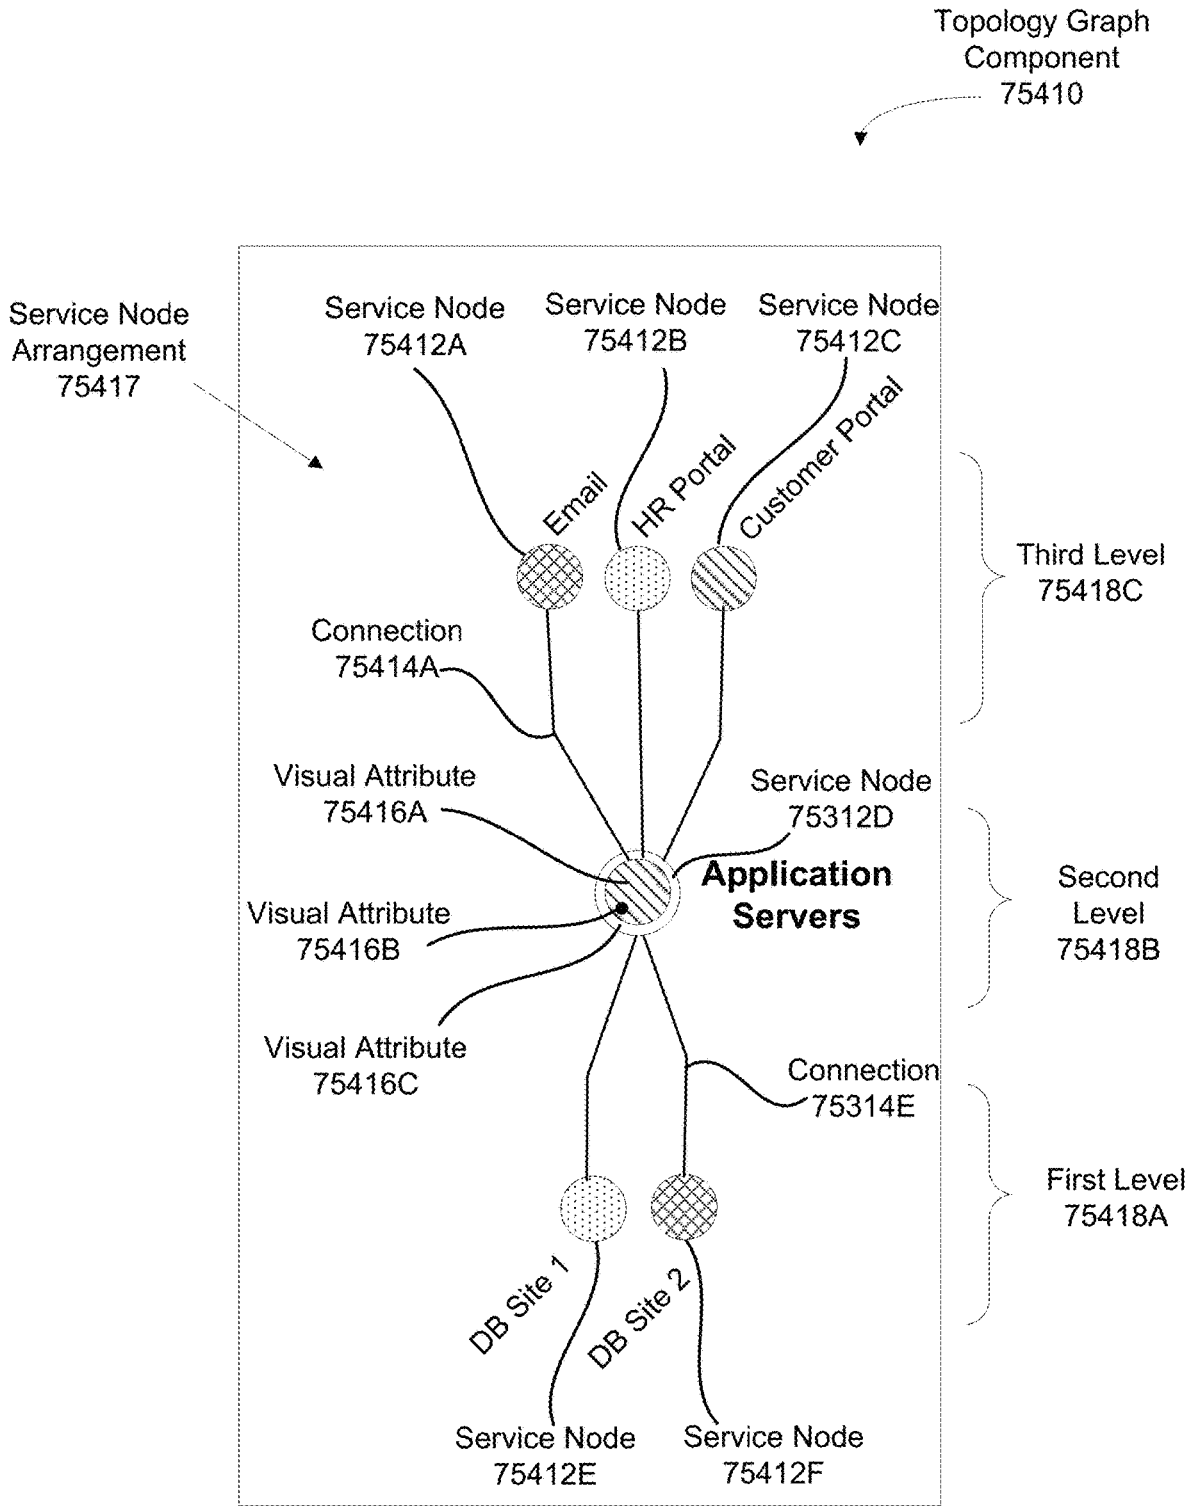 Topology Graph
Component
75410
Service Node
Arrangement
75417
Service Node
75412A
Service Node
75412B
Service Node
75412C
Email
HR Portal
Customer Portal
Third Level
75418C
Connection
75414A
Visual Attribute
75416A
Service Node
75312D
Application
Servers
Second
Level
75418B
Visual Attribute
75416B
Visual Attribute
75416C
Connection
75314E
First Level
75418A
DB Site 1
DB Site 2
Service Node
75412E
Service Node
75412F